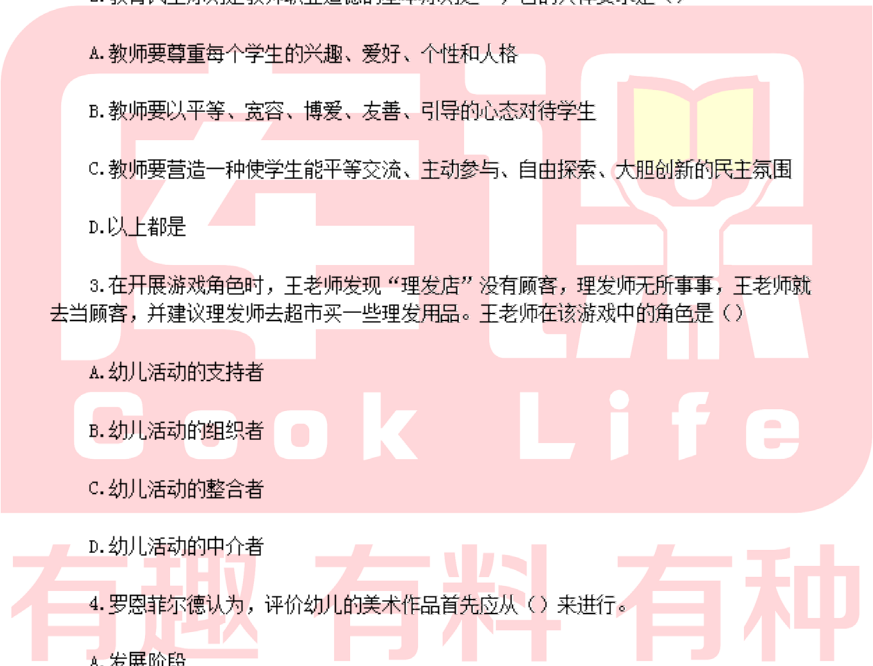 A.教师要尊重每个学生的兴趣、爱好、个性和人格
B.教师要以平等、宽容、博爱、友善、引导的心态对待学生
C.教师要营造一种使学生能平等交流、主动参与、自由探索、大胆创新的民主氛围
D.以上都是
3.在开展游戏角色时，王老师发现“理发店”没有顾客，理发师无所事事，王老师就
去当顾客，并建议理发师去超市买一些理发用品。王老师在该游戏中的角色是（）
A.幼儿活动的支持者
B.幼儿活动的组织者
C.幼儿活动的整合者
D.幼儿活动的中介者
4.罗恩菲尔德认为，评价幼儿的美术作品首先应从（）来进行。
A.发展阶段
库课
Cook Life
有趣 有料 有种